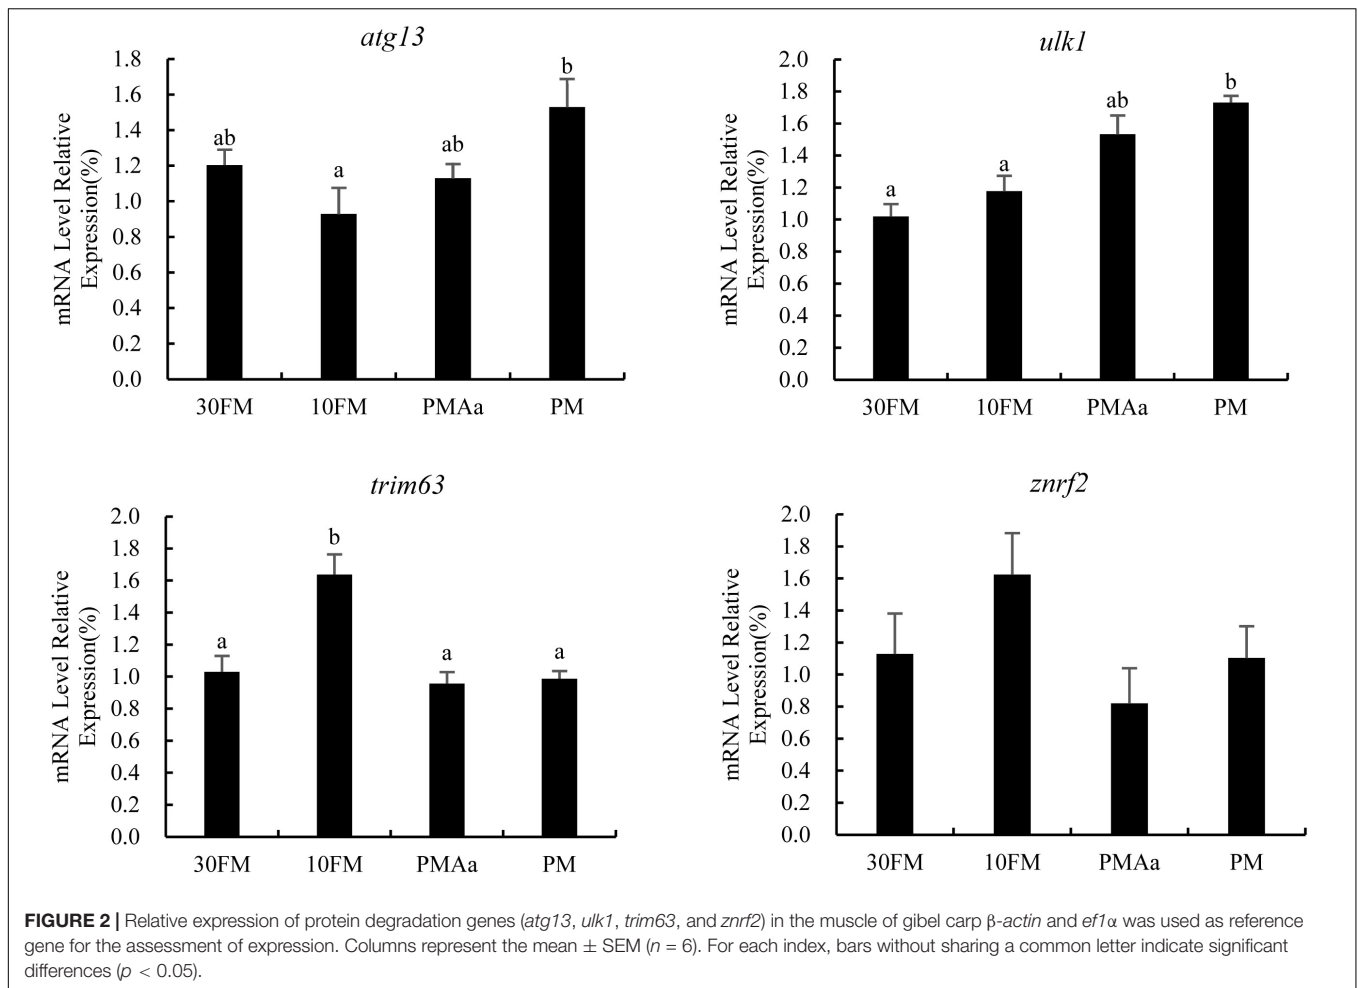 atg13
mRNA Level Relative
Expression(%)
1.8
1.6
1.4
1.2
1.0
0.8
0.6
0.4
0.2
0.0
ab
a
ab
b
30FM
10FM
PMAa
PM
ulk1
mRNA Level Relative
Expression(%)
2.0
1.8
1.6
1.4
1.2
1.0
0.8
0.6
0.4
0.2
0.0
a
a
ab
b
30FM
10FM
PMAa
PM
trim63
mRNA Level Relative
Expression(%)
2.0
1.8
1.6
1.4
1.2
1.0
0.8
0.6
0.4
0.2
0.0
a
b
a
a
30FM
10FM
PMAa
PM
znrf2
mRNA Level Relative
Expression(%)
2.0
1.8
1.6
1.4
1.2
1.0
0.8
0.6
0.4
0.2
0.0
30FM
10FM
PMAa
PM
FIGURE 2 | Relative expression of protein degradation genes (atg13, ulk1, trim63, and znrf2) in the muscle of gibel carp β-actin and ef1α was used as reference
gene for the assessment of expression. Columns represent the mean ± SEM (n = 6). For each index, bars without sharing a common letter indicate significant
differences (p < 0.05).